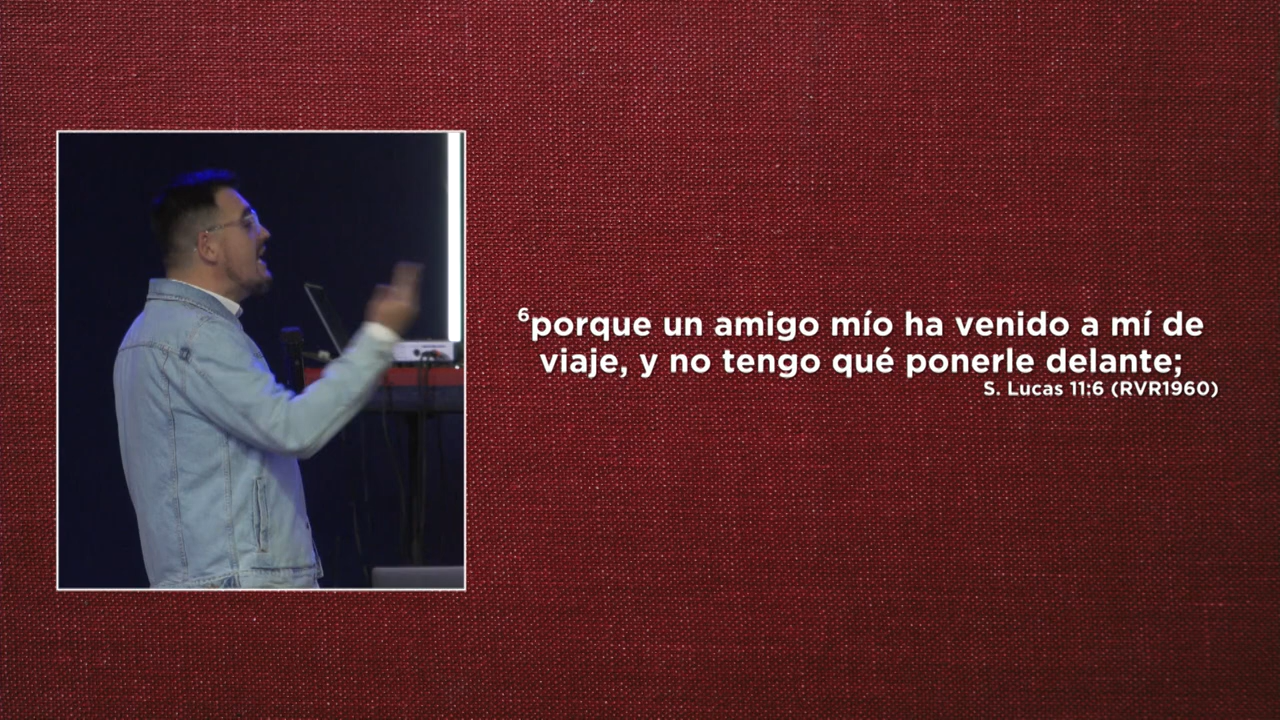 ⁶porque un amigo mío ha venido a mí de
viaje, y no tengo qué ponerle delante;
S. Lucas 11:6 (RVR1960)